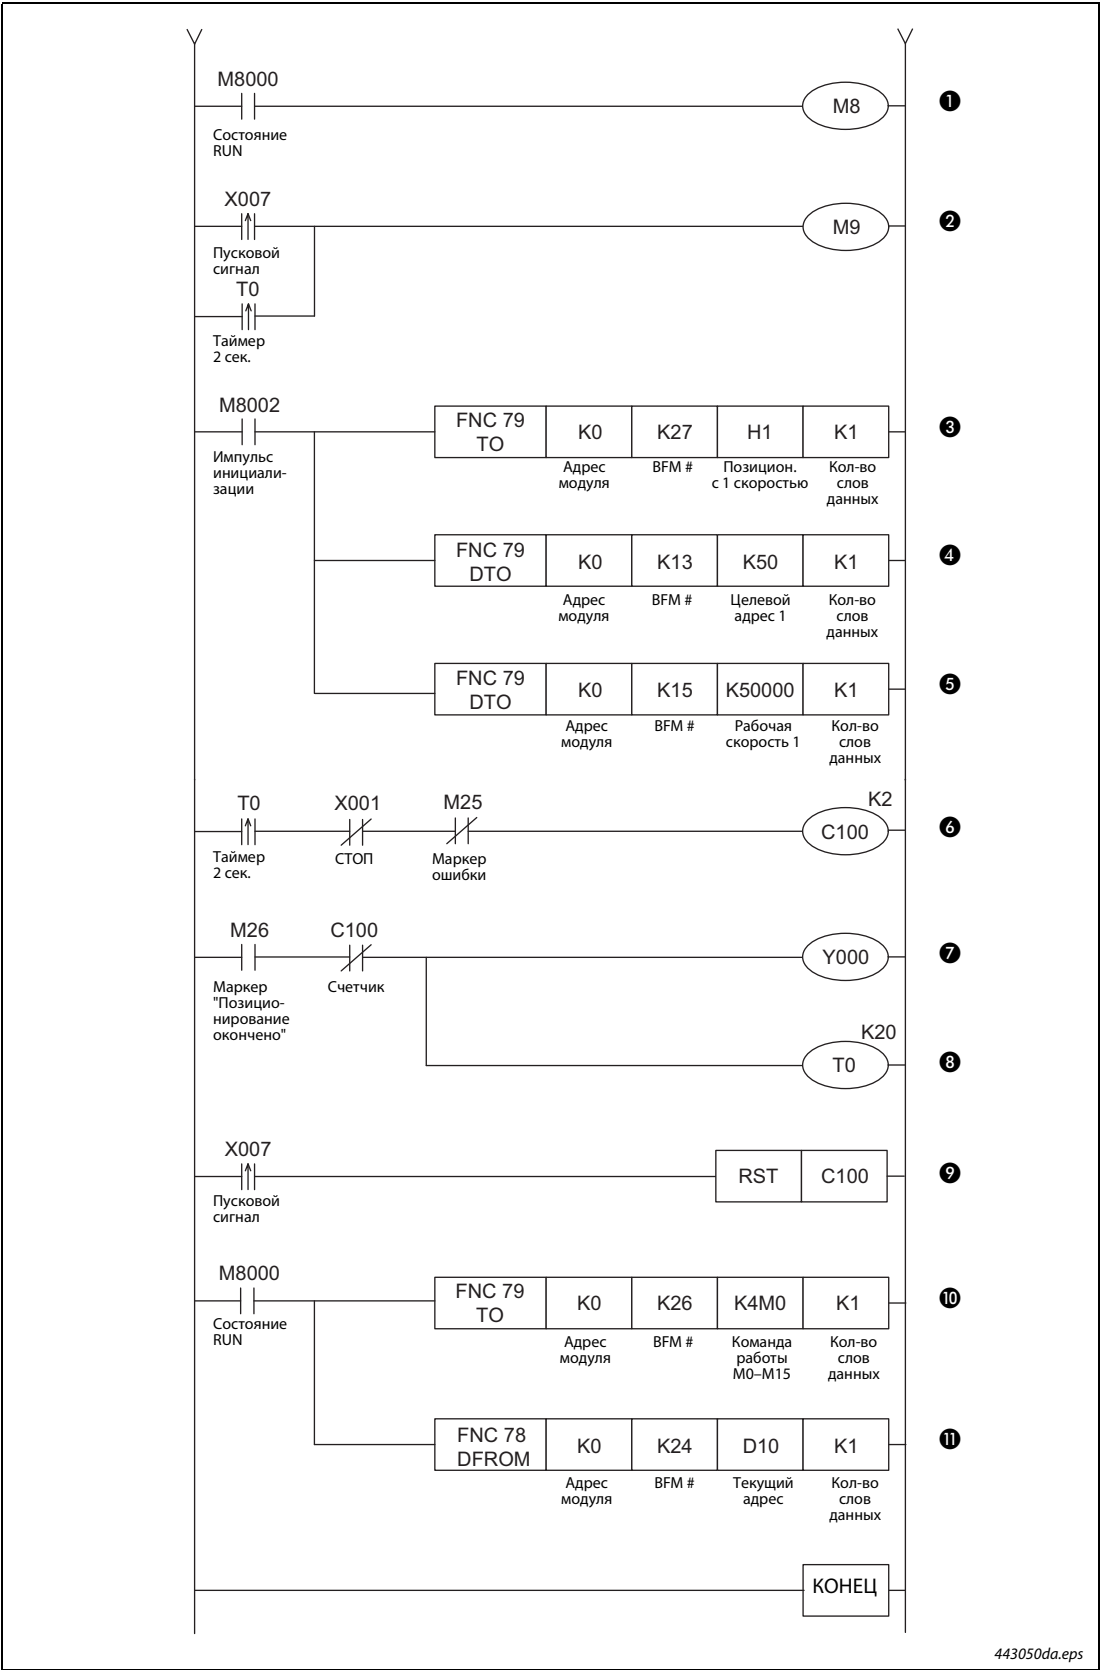 M8000
M8
❶
Состояние
RUN
X007
M9
❷
Пусковой
сигнал
T0
Таймер
2 сек.
M8002
FNC 79
TO
K0
K27
H1
K1
❸
Импульс
инициали-
зации
Адрес
модуля
BFM #
Позицион.
с 1 скоростью
Кол-во
слов
данных
FNC 79
DTO
K0
K13
K50
K1
❹
Адрес
модуля
BFM #
Целевой
адрес 1
Кол-во
слов
данных
FNC 79
DTO
K0
K15
K50000
K1
❺
Адрес
модуля
BFM #
Рабочая
скорость 1
Кол-во
слов
данных
T0
X001
M25
K2
C100
❻
Таймер
2 сек.
СТОП
Маркер
ошибки
M26
C100
Y000
❼
Маркер
"Позицио-
нирование
окончено"
Счетчик
K20
T0
❽
X007
RST
C100
❾
Пусковой
сигнал
M8000
FNC 79
TO
K0
K26
K4M0
K1
❿
Состояние
RUN
Адрес
модуля
BFM #
Команда
работы
M0–M15
Кол-во
слов
данных
FNC 78
DFROM
K0
K24
D10
K1
⓫
Адрес
модуля
BFM #
Текущий
адрес
Кол-во
слов
данных
КОНЕЦ
443050da.eps